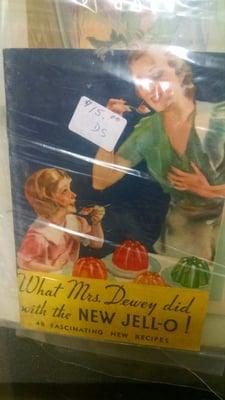 $15.00
DS
What Mrs. Dewey did
with the NEW JELL-O!
48 FASCINATING NEW RECIPES